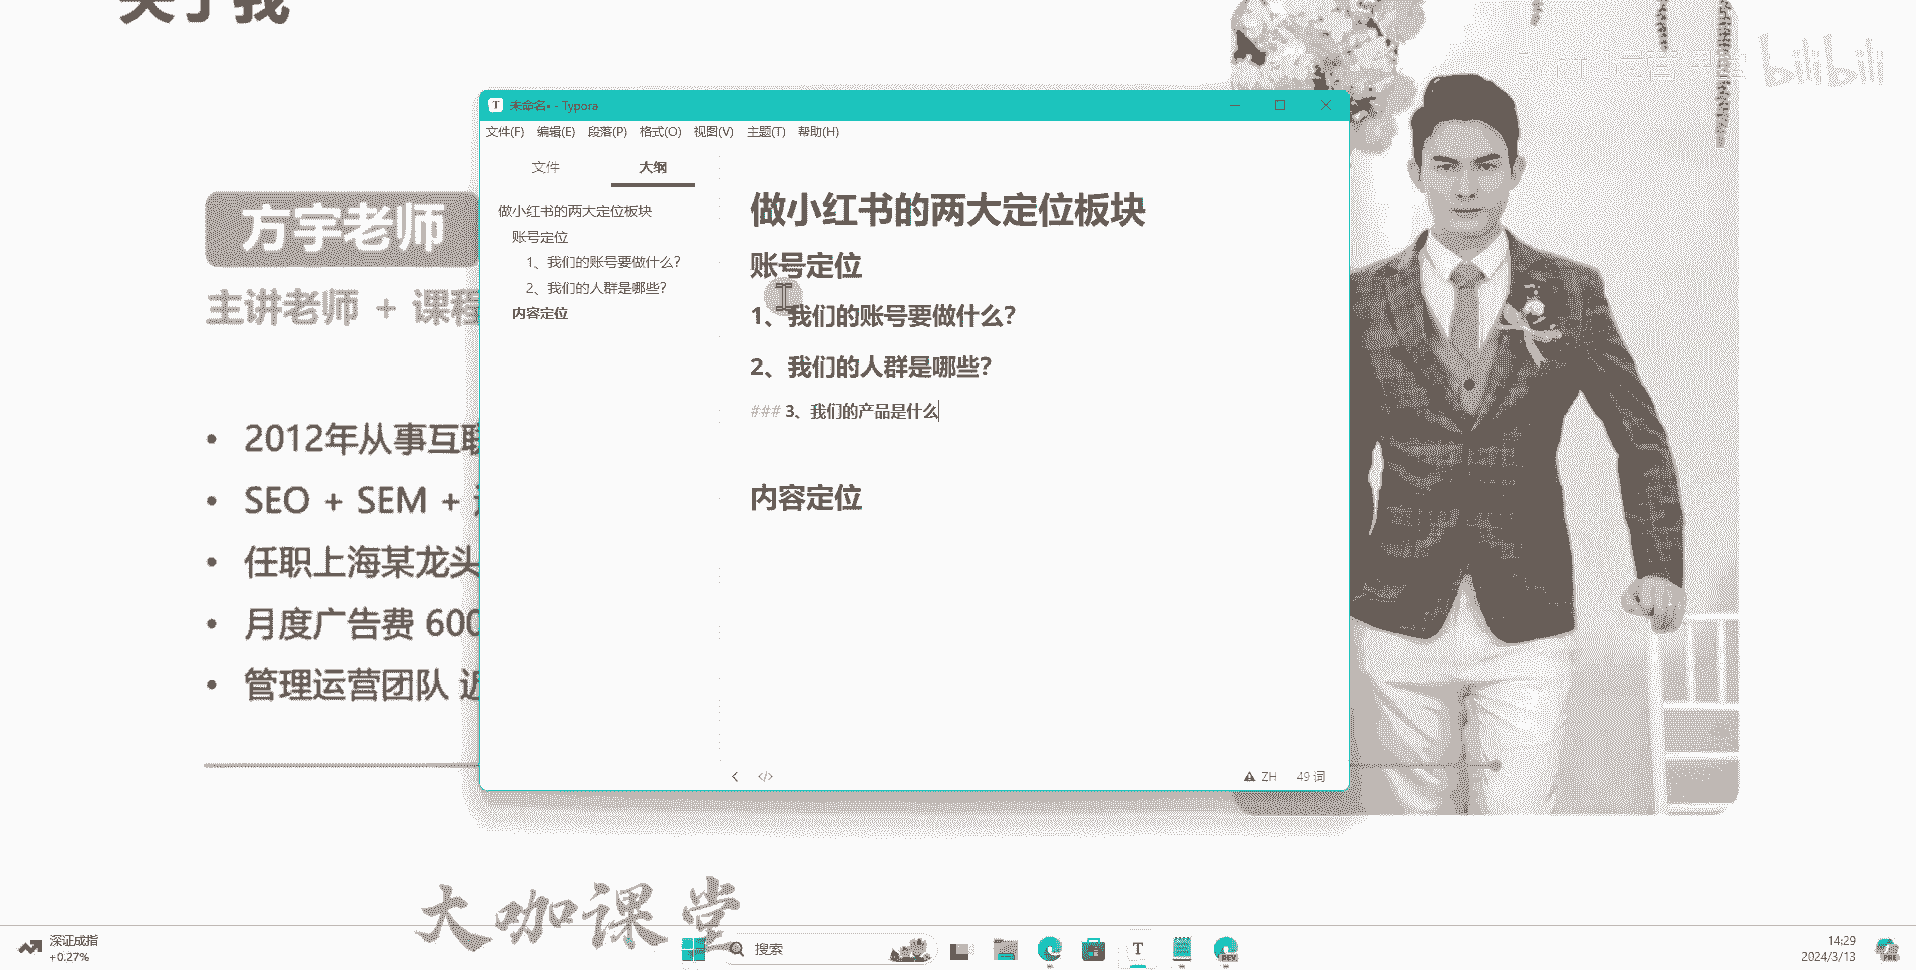 关于我
bilibili
未命名• - Typora
文件(F) 编辑(E) 段落(P) 格式(O) 视图(V) 主题(T) 帮助(H)
文件 大纲
做小红书的两大定位板块
账号定位
1、我们的账号要做什么？
2、我们的人群是哪些？
内容定位
做小红书的两大定位板块
账号定位
1、我们的账号要做什么？
2、我们的人群是哪些？
### 3、我们的产品是什么
内容定位
ZH 49 词
方宇老师
主讲老师 + 课程
• 2012年从事互联
• SEO + SEM +
• 任职上海某龙头
• 月度广告费 600
• 管理运营团队 近
大咖课堂
深证成指
+0.27%
搜索
T
DEV
14:29
2024/3/13
PRE